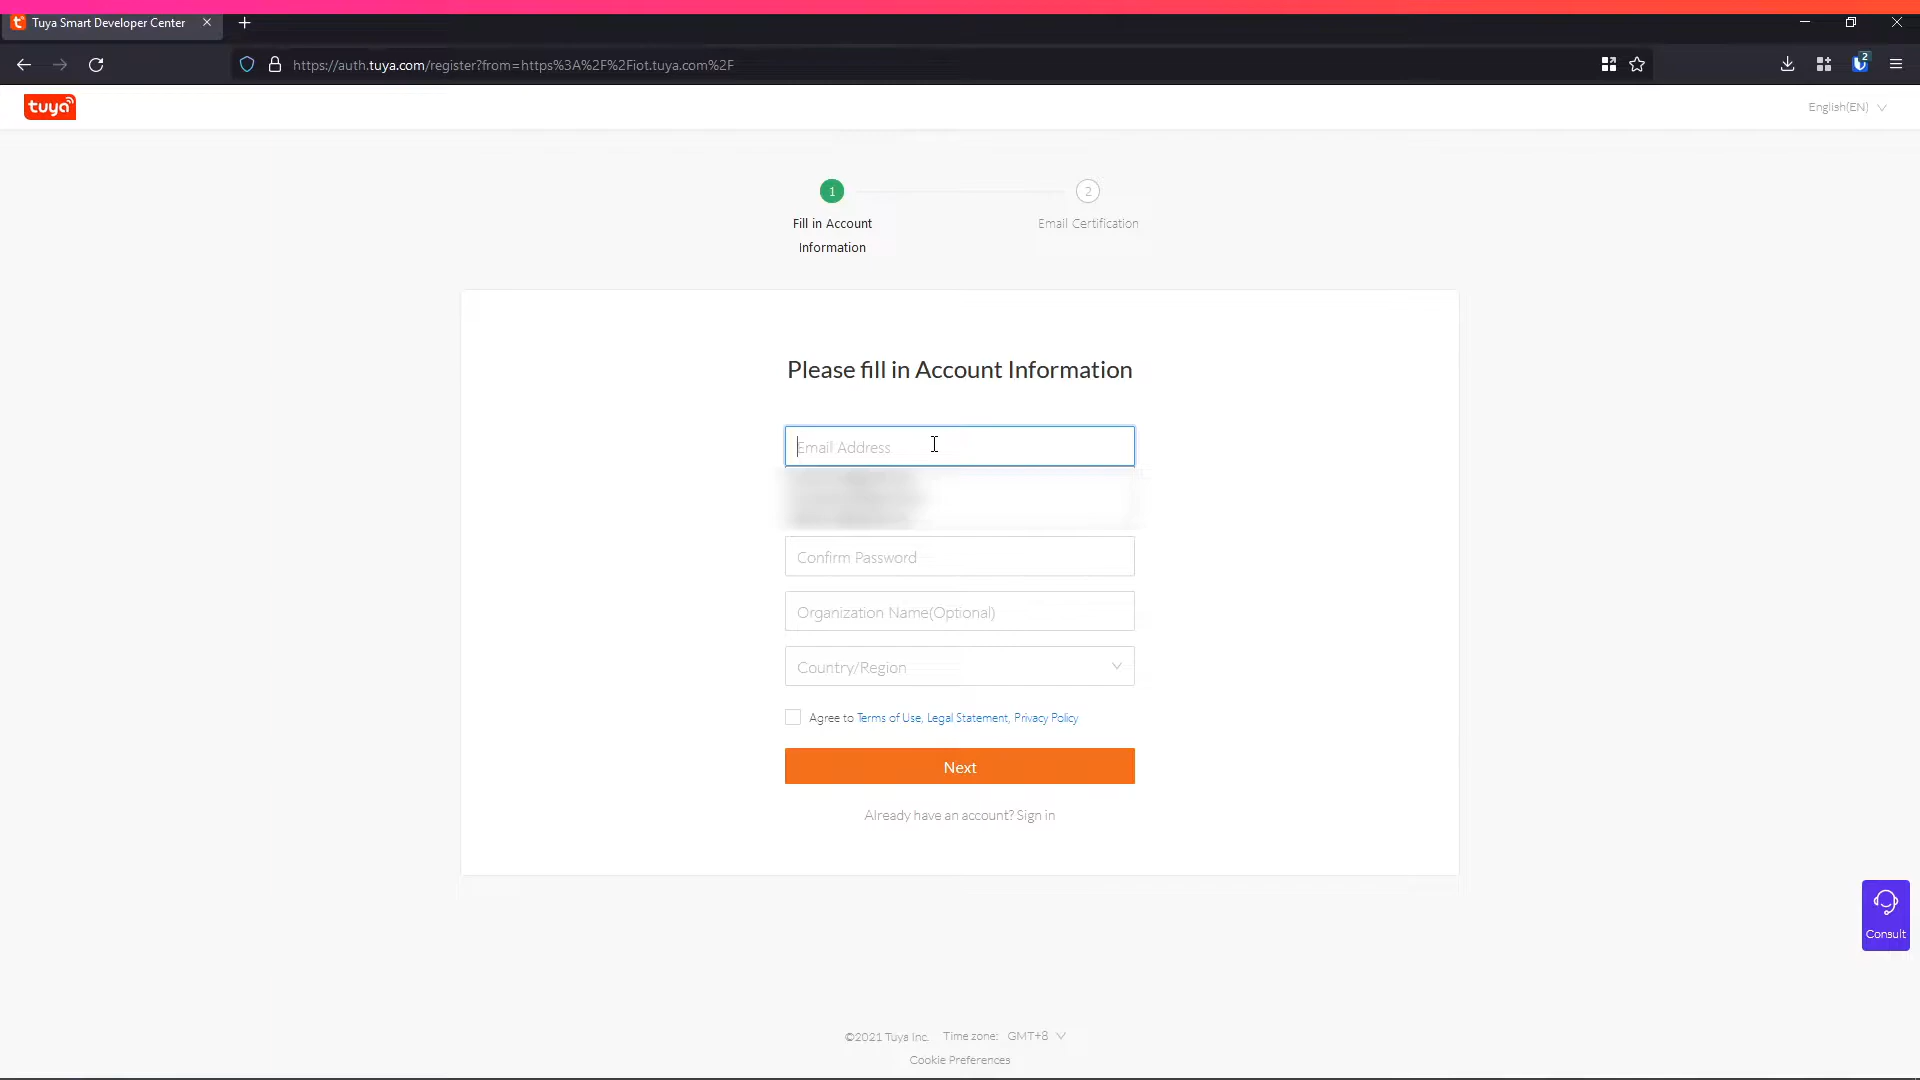 Tuya Smart Developer Center
https://auth.tuya.com/register?from=https%3A%2F%2Fiot.tuya.com%2F
2
tuya
English(EN)
1
2
Fill in Account
Information
Email Certification
Please fill in Account Information
Email Address
Confirm Password
Organization Name(Optional)
Country/Region
Agree to Terms of Use, Legal Statement, Privacy Policy
Next
Already have an account? Sign in
Consult
©2021 Tuya Inc. Time zone: GMT+8
Cookie Preferences